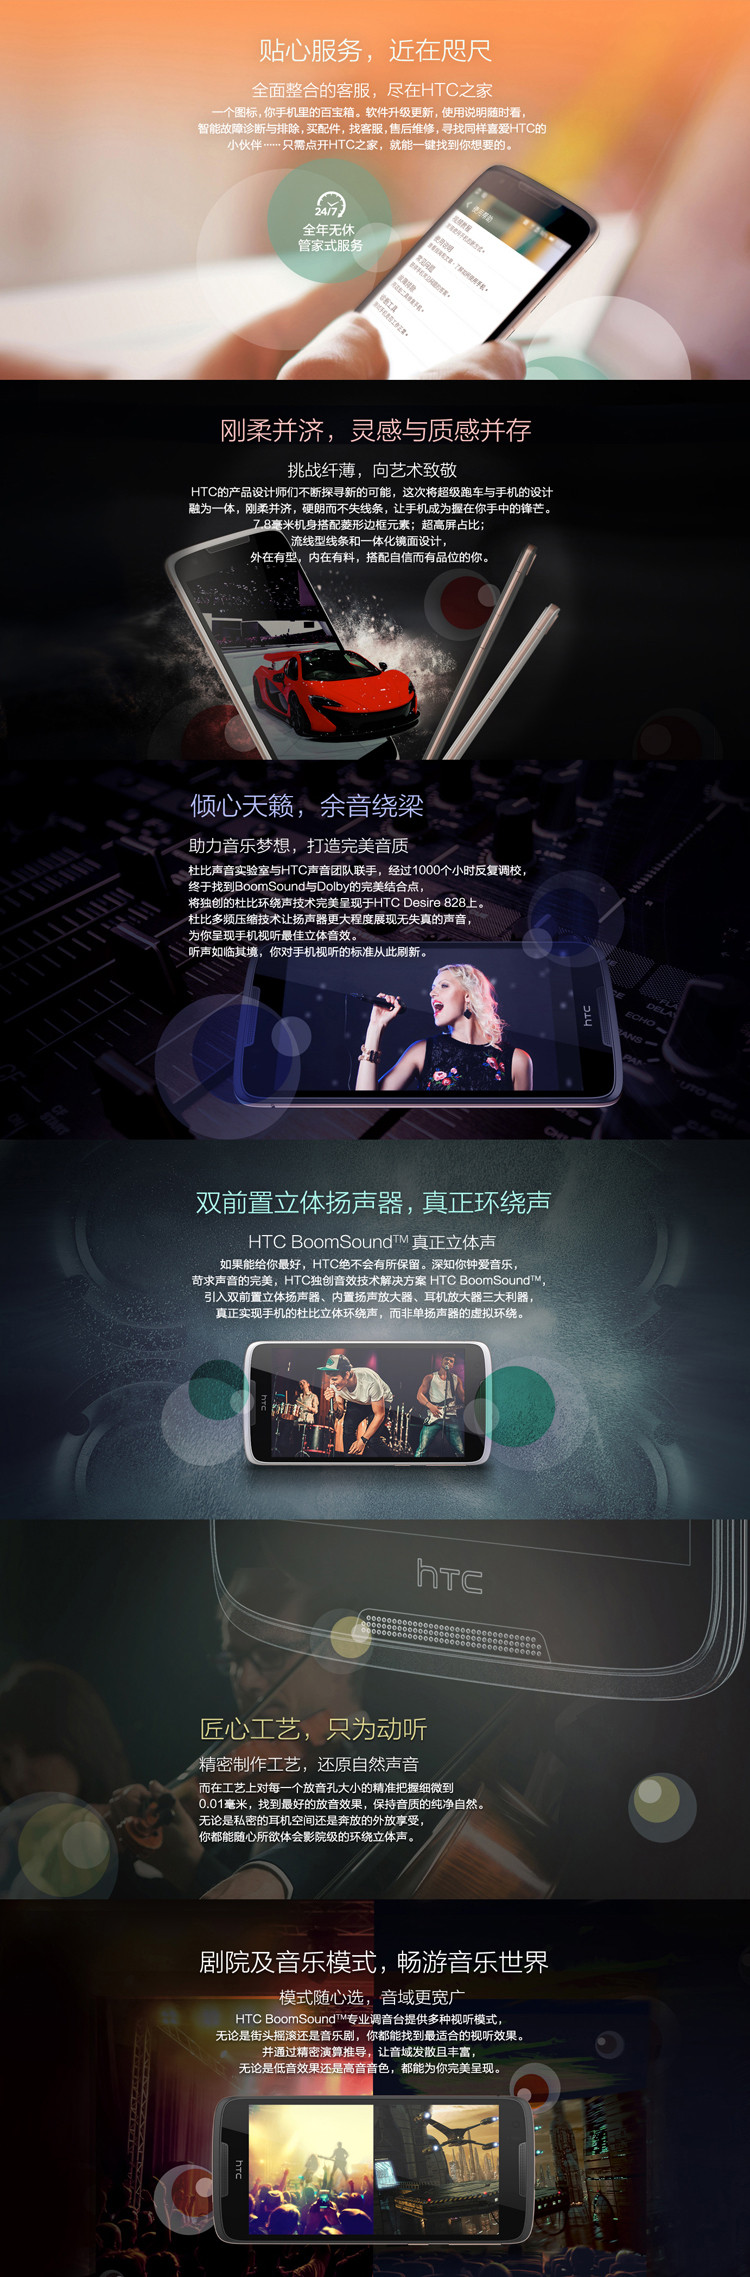 贴心服务，近在咫尺
全面整合的客服，尽在HTC之家
一个图标，你手机里的百宝箱。软件升级更新，使用说明随时看，
智能故障诊断与排除，买配件，找客服，售后维修，寻找同样喜爱HTC的
小伙伴……只需点开HTC之家，就能一键找到你想要的。
24/7
全年无休
管家式服务
使用说明
常见问题
诊断工具
刚柔并济，灵感与质感并存
挑战纤薄，向艺术致敬
HTC的产品设计师们不断探寻新的可能，这次将超级跑车与手机的设计
融为一体，刚柔并济，硬朗而不失线条，让手机成为握在你手中的锋芒。
7.8毫米机身搭配菱形边框元素；超高屏占比；
流线型线条和一体化镜面设计，
外在有型，内在有料，搭配自信而有品位的你。
倾心天籁，余音绕梁
助力音乐梦想，打造完美音质
杜比声音实验室与HTC声音团队联手，经过1000个小时反复调校，
终于找到BoomSound与Dolby的完美结合点，
将独创的杜比环绕声技术完美呈现于HTC Desire 828上。
杜比多频压缩技术让扬声器更大程度展现无失真的声音，
为你呈现手机视听最佳立体音效。
听声如临其境，你对手机视听的标准从此刷新。
hTC
ECHO
双前置立体扬声器，真正环绕声
HTC BoomSound™ 真正立体声
如果能给你最好，HTC绝不会有所保留。深知你钟爱音乐，
苛求声音的完美，HTC独创音效技术解决方案 HTC BoomSound™，
引入双前置立体扬声器、内置扬声放大器、耳机放大器三大利器，
真正实现手机的杜比立体环绕声，而非单扬声器的虚拟环绕。
hTC
hTC
匠心工艺，只为动听
精密制作工艺，还原自然声音
而在工艺上对每一个放音孔大小的精准把握细微到
0.01毫米，找到最好的放音效果，保持音质的纯净自然。
无论是私密的耳机空间还是奔放的外放享受，
你都能随心所欲体会影院级的环绕立体声。
剧院及音乐模式，畅游音乐世界
模式随心选，音域更宽广
HTC BoomSound™专业调音台提供多种视听模式，
无论是街头摇滚还是音乐剧，你都能找到最适合的视听效果。
并通过精密演算推导，让音域发散且丰富，
无论是低音效果还是高音音色，都能为你完美呈现。
hTC